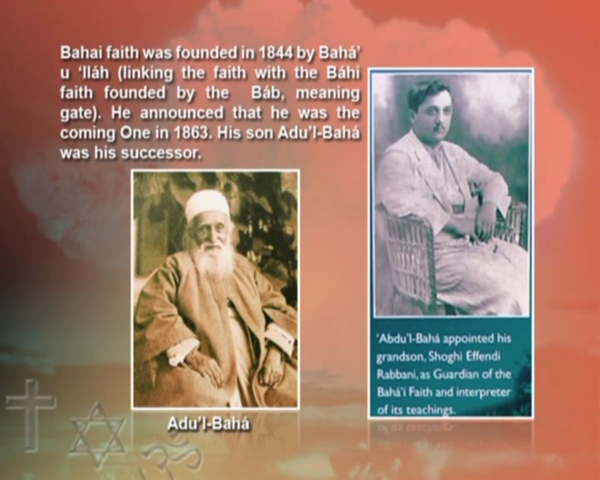 Bahai faith was founded in 1844 by Bahá'
u 'lláh (linking the faith with the Báhi
faith founded by the Báb, meaning
gate). He announced that he was the
coming One in 1863. His son Adu'l-Bahá
was his successor.
Adu'l-Bahá
'Abdu'l-Bahá appointed his
grandson, Shoghi Effendi
Rabbani, as Guardian of the
Bahá'í Faith and interpreter
of its teachings.